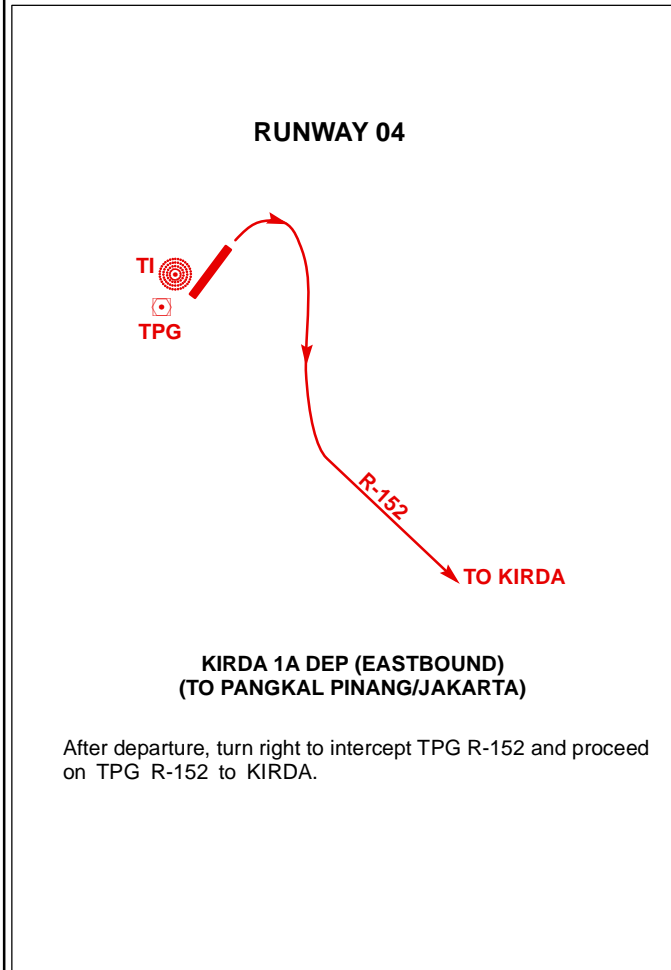 RUNWAY 04
TI
TPG
R-152
TO KIRDA
KIRDA 1A DEP (EASTBOUND)
(TO PANGKAL PINANG/JAKARTA)
After departure, turn right to intercept TPG R-152 and proceed
on TPG R-152 to KIRDA.